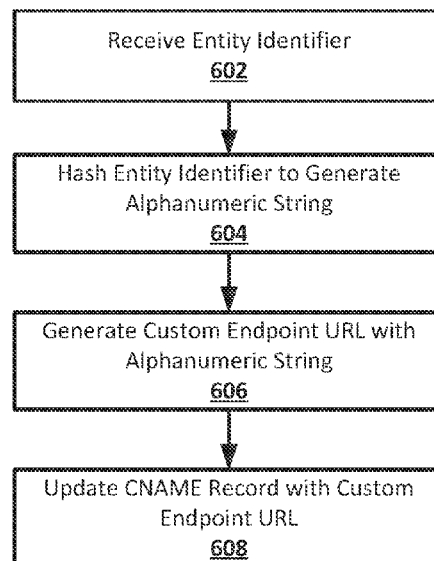 Receive Entity Identifier
602
Hash Entity Identifier to Generate
Alphanumeric String
604
Generate Custom Endpoint URL with
Alphanumeric String
606
Update CNAME Record with Custom
Endpoint URL
608